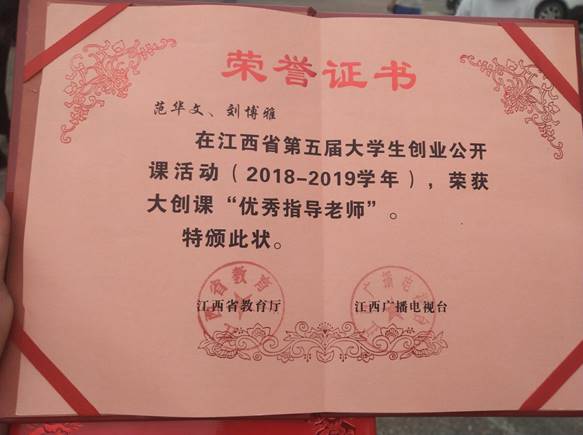 荣誉证书
范华文、刘博雅
在江西省第五届大学生创业公开
课活动（2018-2019学年），荣获
大创课“优秀指导老师”。
特颁此状。
江西省教育厅
江西广播电视台